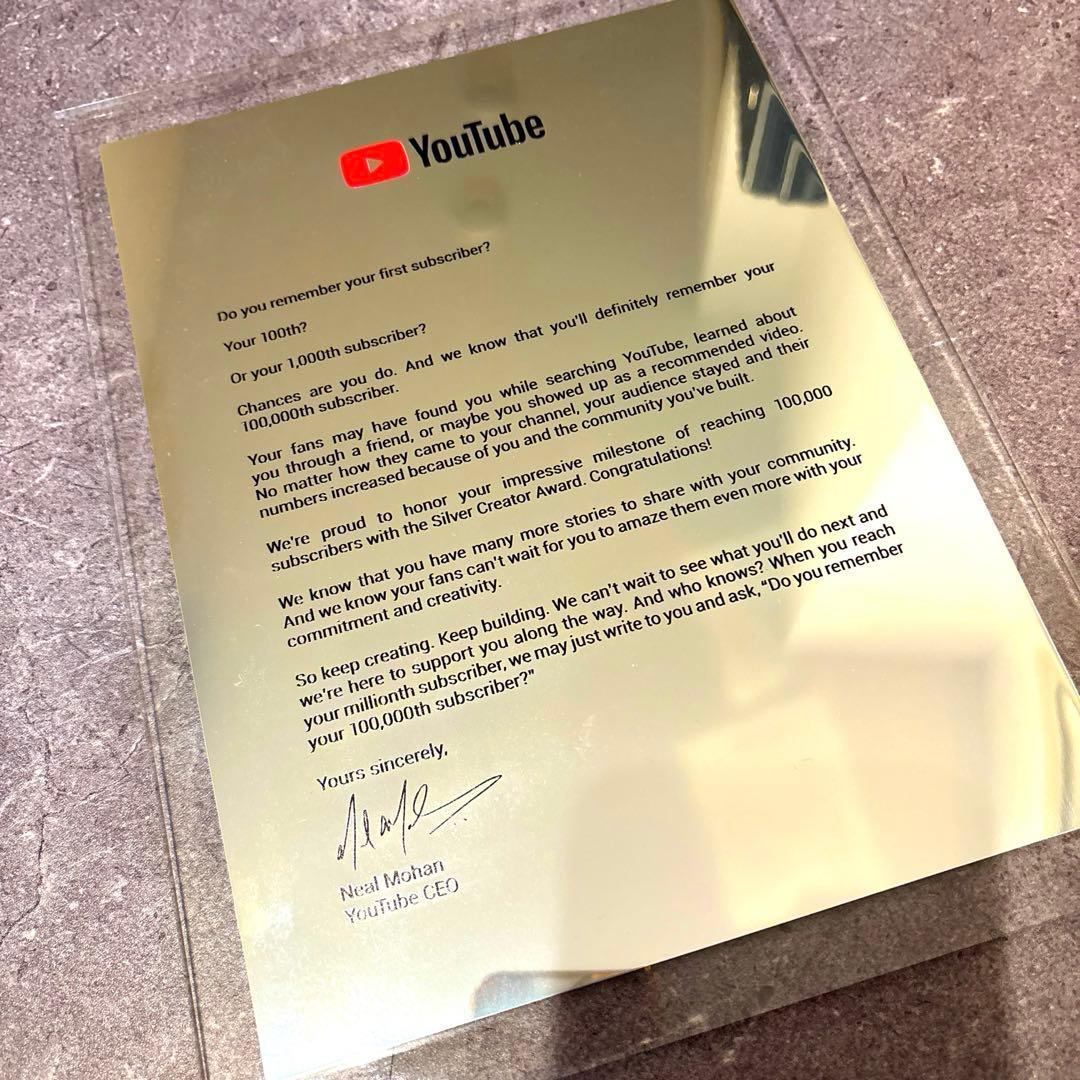 YouTube
Do you remember your first subscriber?
Your 100th?
Or your 1,000th subscriber?
Chances are you do. And we know that you'll definitely remember your
100,000th subscriber.
Your fans may have found you while searching YouTube, learned about
you through a friend, or maybe you showed up as a recommended video.
No matter how they came to your channel, your audience stayed and their
numbers increased because of you and the community you've built.
We're proud to honor your impressive milestone of reaching 100,000
subscribers with the Silver Creator Award. Congratulations!
We know that you have many more stories to share with your community.
And we know your fans can't wait for you to amaze them even more with your
commitment and creativity.
So keep creating. Keep building. We can't wait to see what you'll do next and
we're here to support you along the way. And who knows? When you reach
your millionth subscriber, we may just write to you and ask, "Do you remember
your 100,000th subscriber?"
Yours sincerely,
Neal Mohan
YouTube CEO